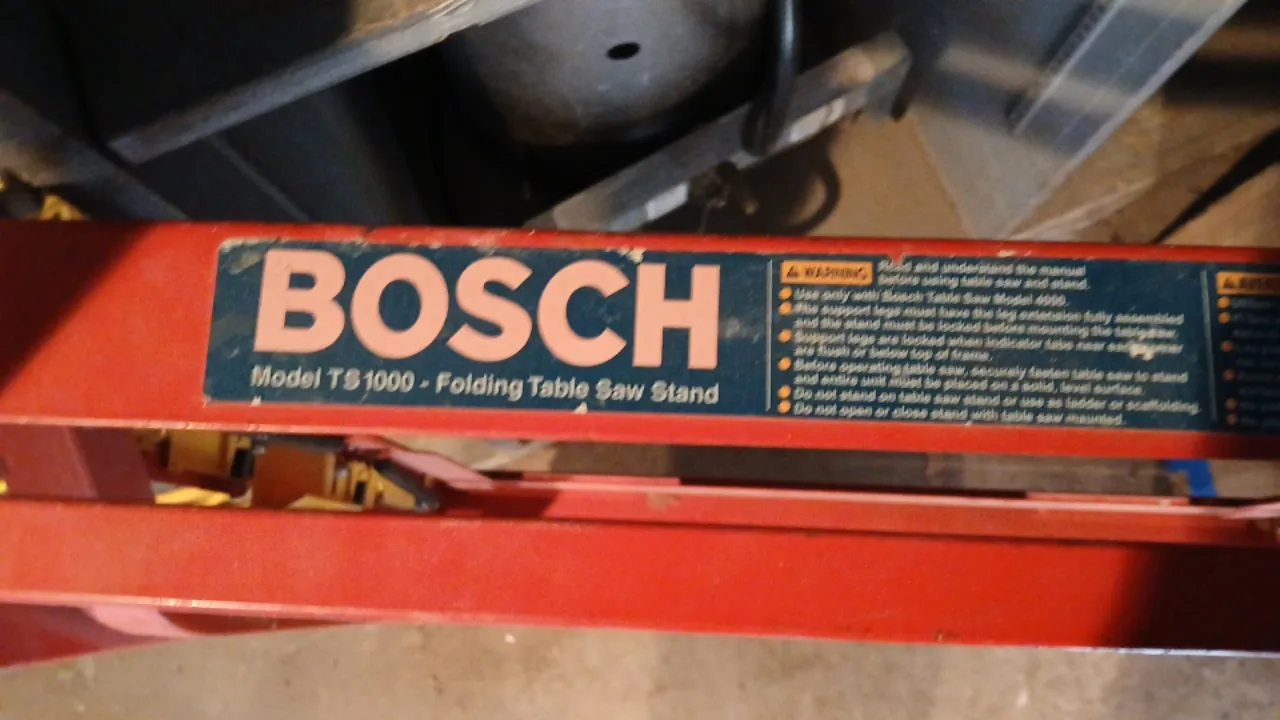 BOSCH
Model TS1000 - Folding Table Saw Stand
WARNING
Read and understand the manual
before using table saw and stand.
Use only with Bosch Table Saw Model 4000.
The support legs must have the leg extension fully assembled
and the stand must be locked before mounting the table saw.
Support legs are locked when indicator tabs near each corner
are flush or below top of frame.
Before operating table saw, securely fasten table saw to stand
and entire unit must be placed on a solid, level surface.
Do not stand on table saw stand or use as ladder or scaffolding.
Do not open or close stand with table saw mounted.